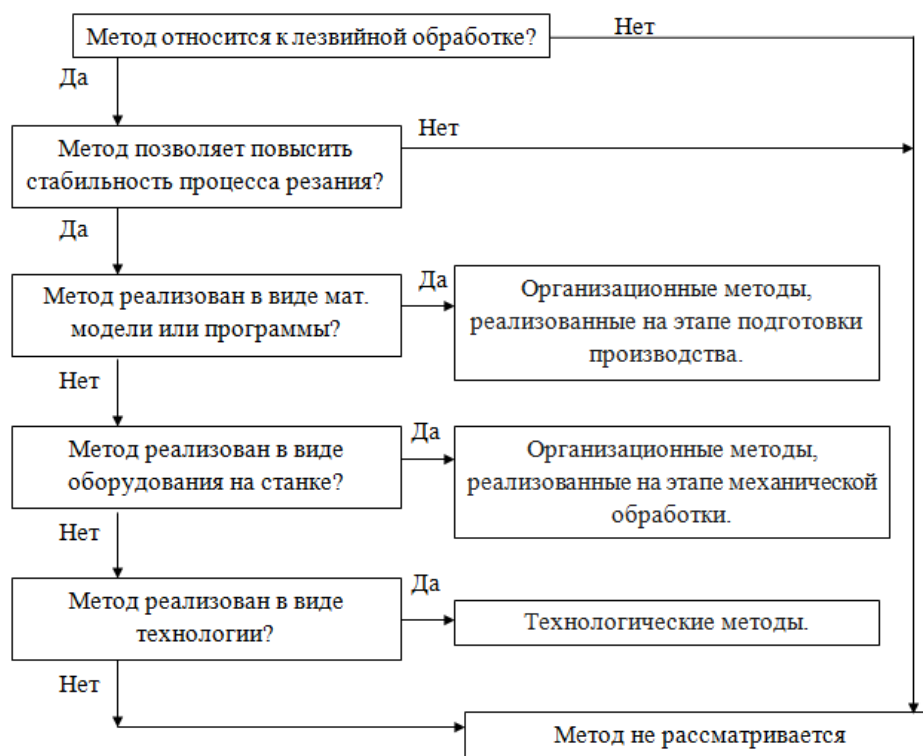 Метод относится к лезвийной обработке?
Нет
Да
Нет
Метод позволяет повысить
стабильность процесса резания?
Да
Метод реализован в виде мат.
модели или программы?
Да
Организационные методы,
реализованные на этапе подготовки
производства.
Нет
Метод реализован в виде
оборудования на станке?
Да
Организационные методы,
реализованные на этапе механической
обработки.
Нет
Метод реализован в виде
технологии?
Да
Технологические методы.
Нет
Метод не рассматривается